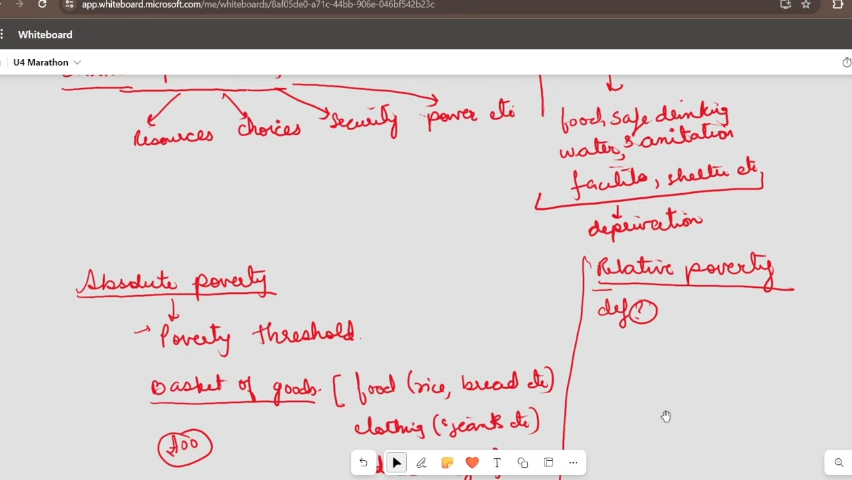 app.whiteboard.microsoft.com/me/whiteboards/8af05de0-a71c-44bb-906e-046bf542b23c
Whiteboard
U4 Marathon
Resources choices Security power etc
food, safe drinking
water, sanitation
facilits, shelter etc
deprivation
Absolute poverty
Poverty threshold.
Basket of goods [ food (rice, bread etc)
clothing (jeans etc)
Relative poverty
def ?
T